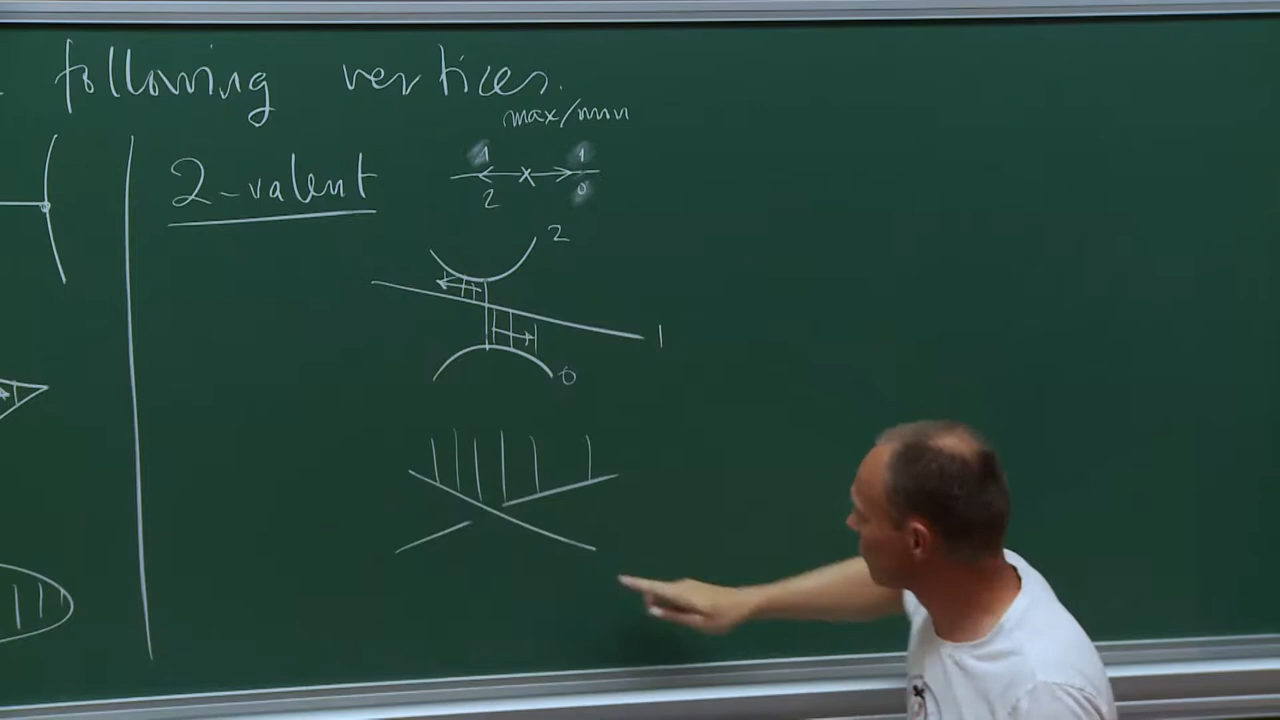 following vertices.
max/min
2-valent
1 1
2 0
2
1
0